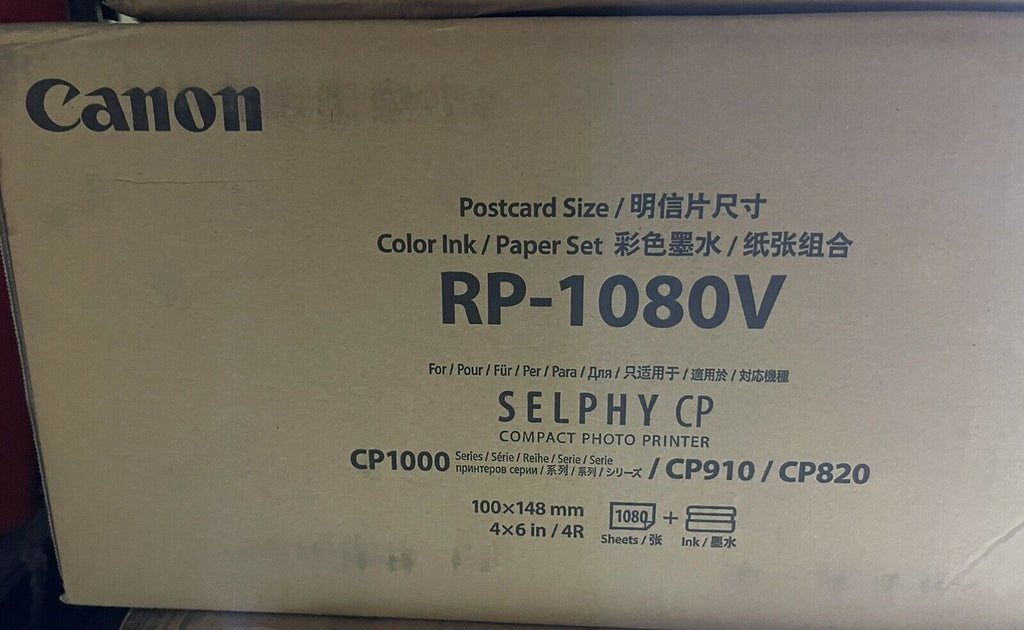 Canon
Postcard Size / 明信片尺寸
Color Ink / Paper Set 彩色墨水 / 纸张组合
RP-1080V
For / Pour / Für / Per / Para / Для / 只适用于 / 適用於 / 対応機種
SELPHY CP
COMPACT PHOTO PRINTER
CP1000 Series / Série / Reihe / Serie / Serie
принтеров серии / 系列 / 系列 / シリーズ / CP910 / CP820
100×148 mm
4×6 in / 4R
1080 +
Sheets / 张 Ink / 墨水